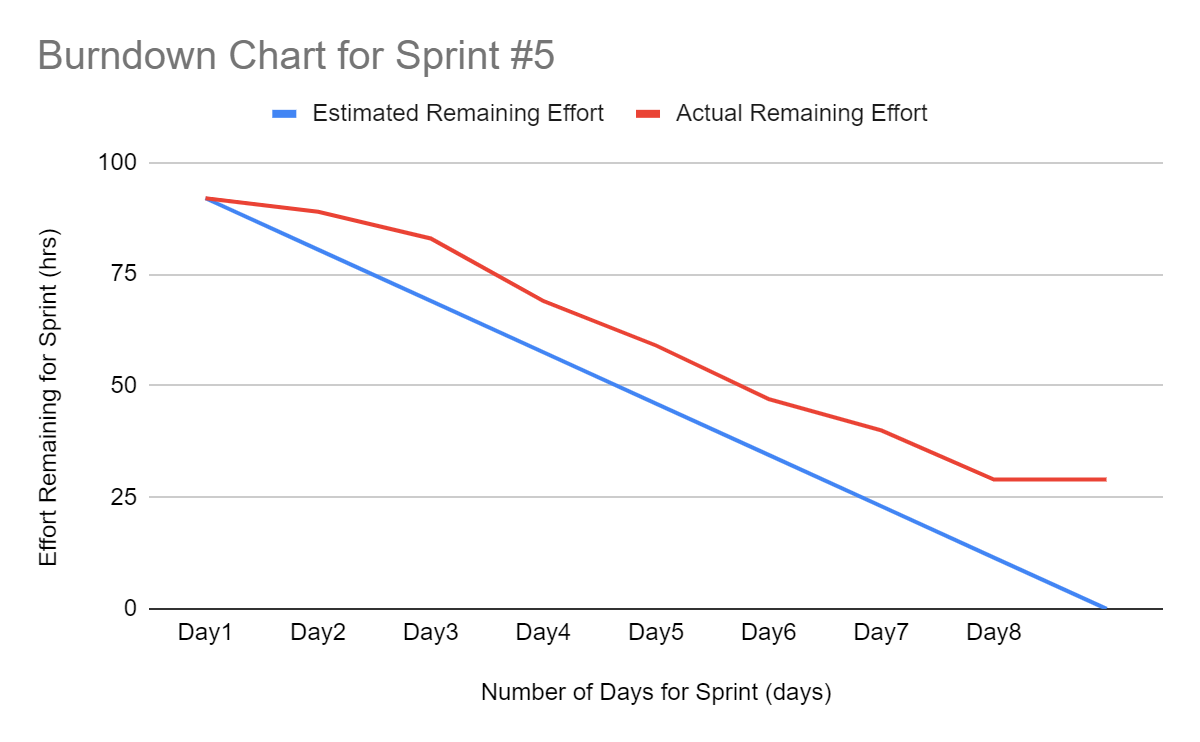 Burndown Chart for Sprint #5
Estimated Remaining Effort Actual Remaining Effort
Effort Remaining for Sprint (hrs)
100
75
50
25
0
Day1 Day2 Day3 Day4 Day5 Day6 Day7 Day8
Number of Days for Sprint (days)